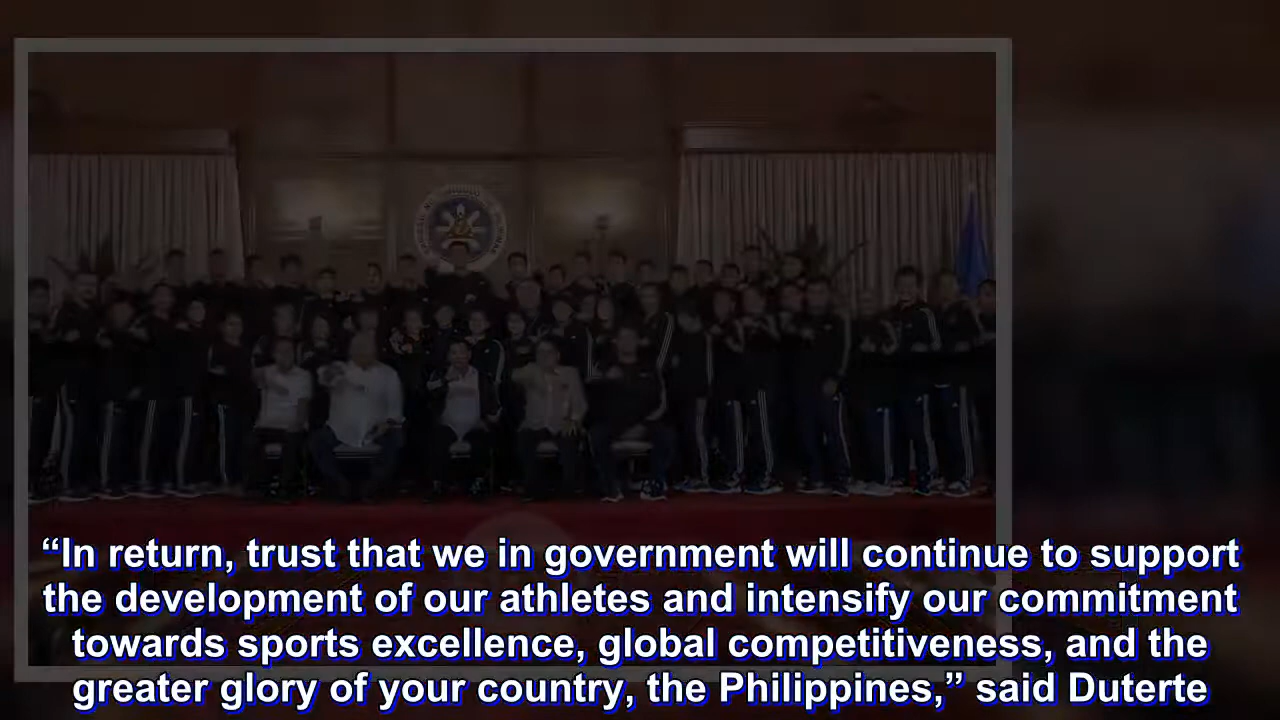 “In return, trust that we in government will continue to support
the development of our athletes and intensify our commitment
towards sports excellence, global competitiveness, and the
greater glory of your country, the Philippines,” said Duterte